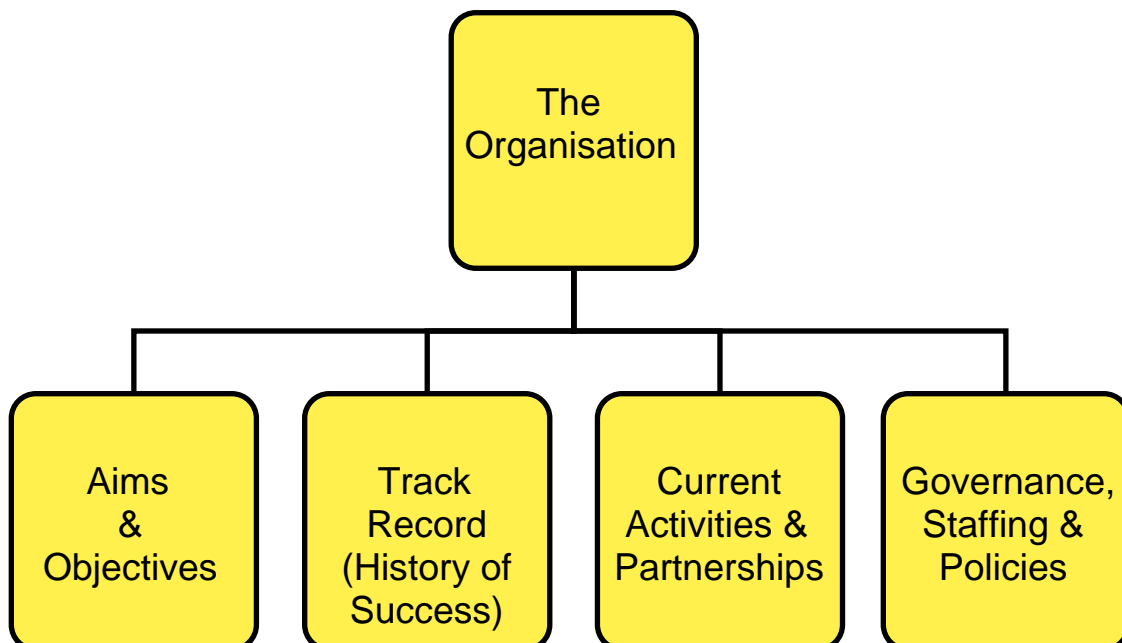 The
Organisation
Aims
&
Objectives
Track
Record
(History of
Success)
Current
Activities &
Partnerships
Governance,
Staffing &
Policies